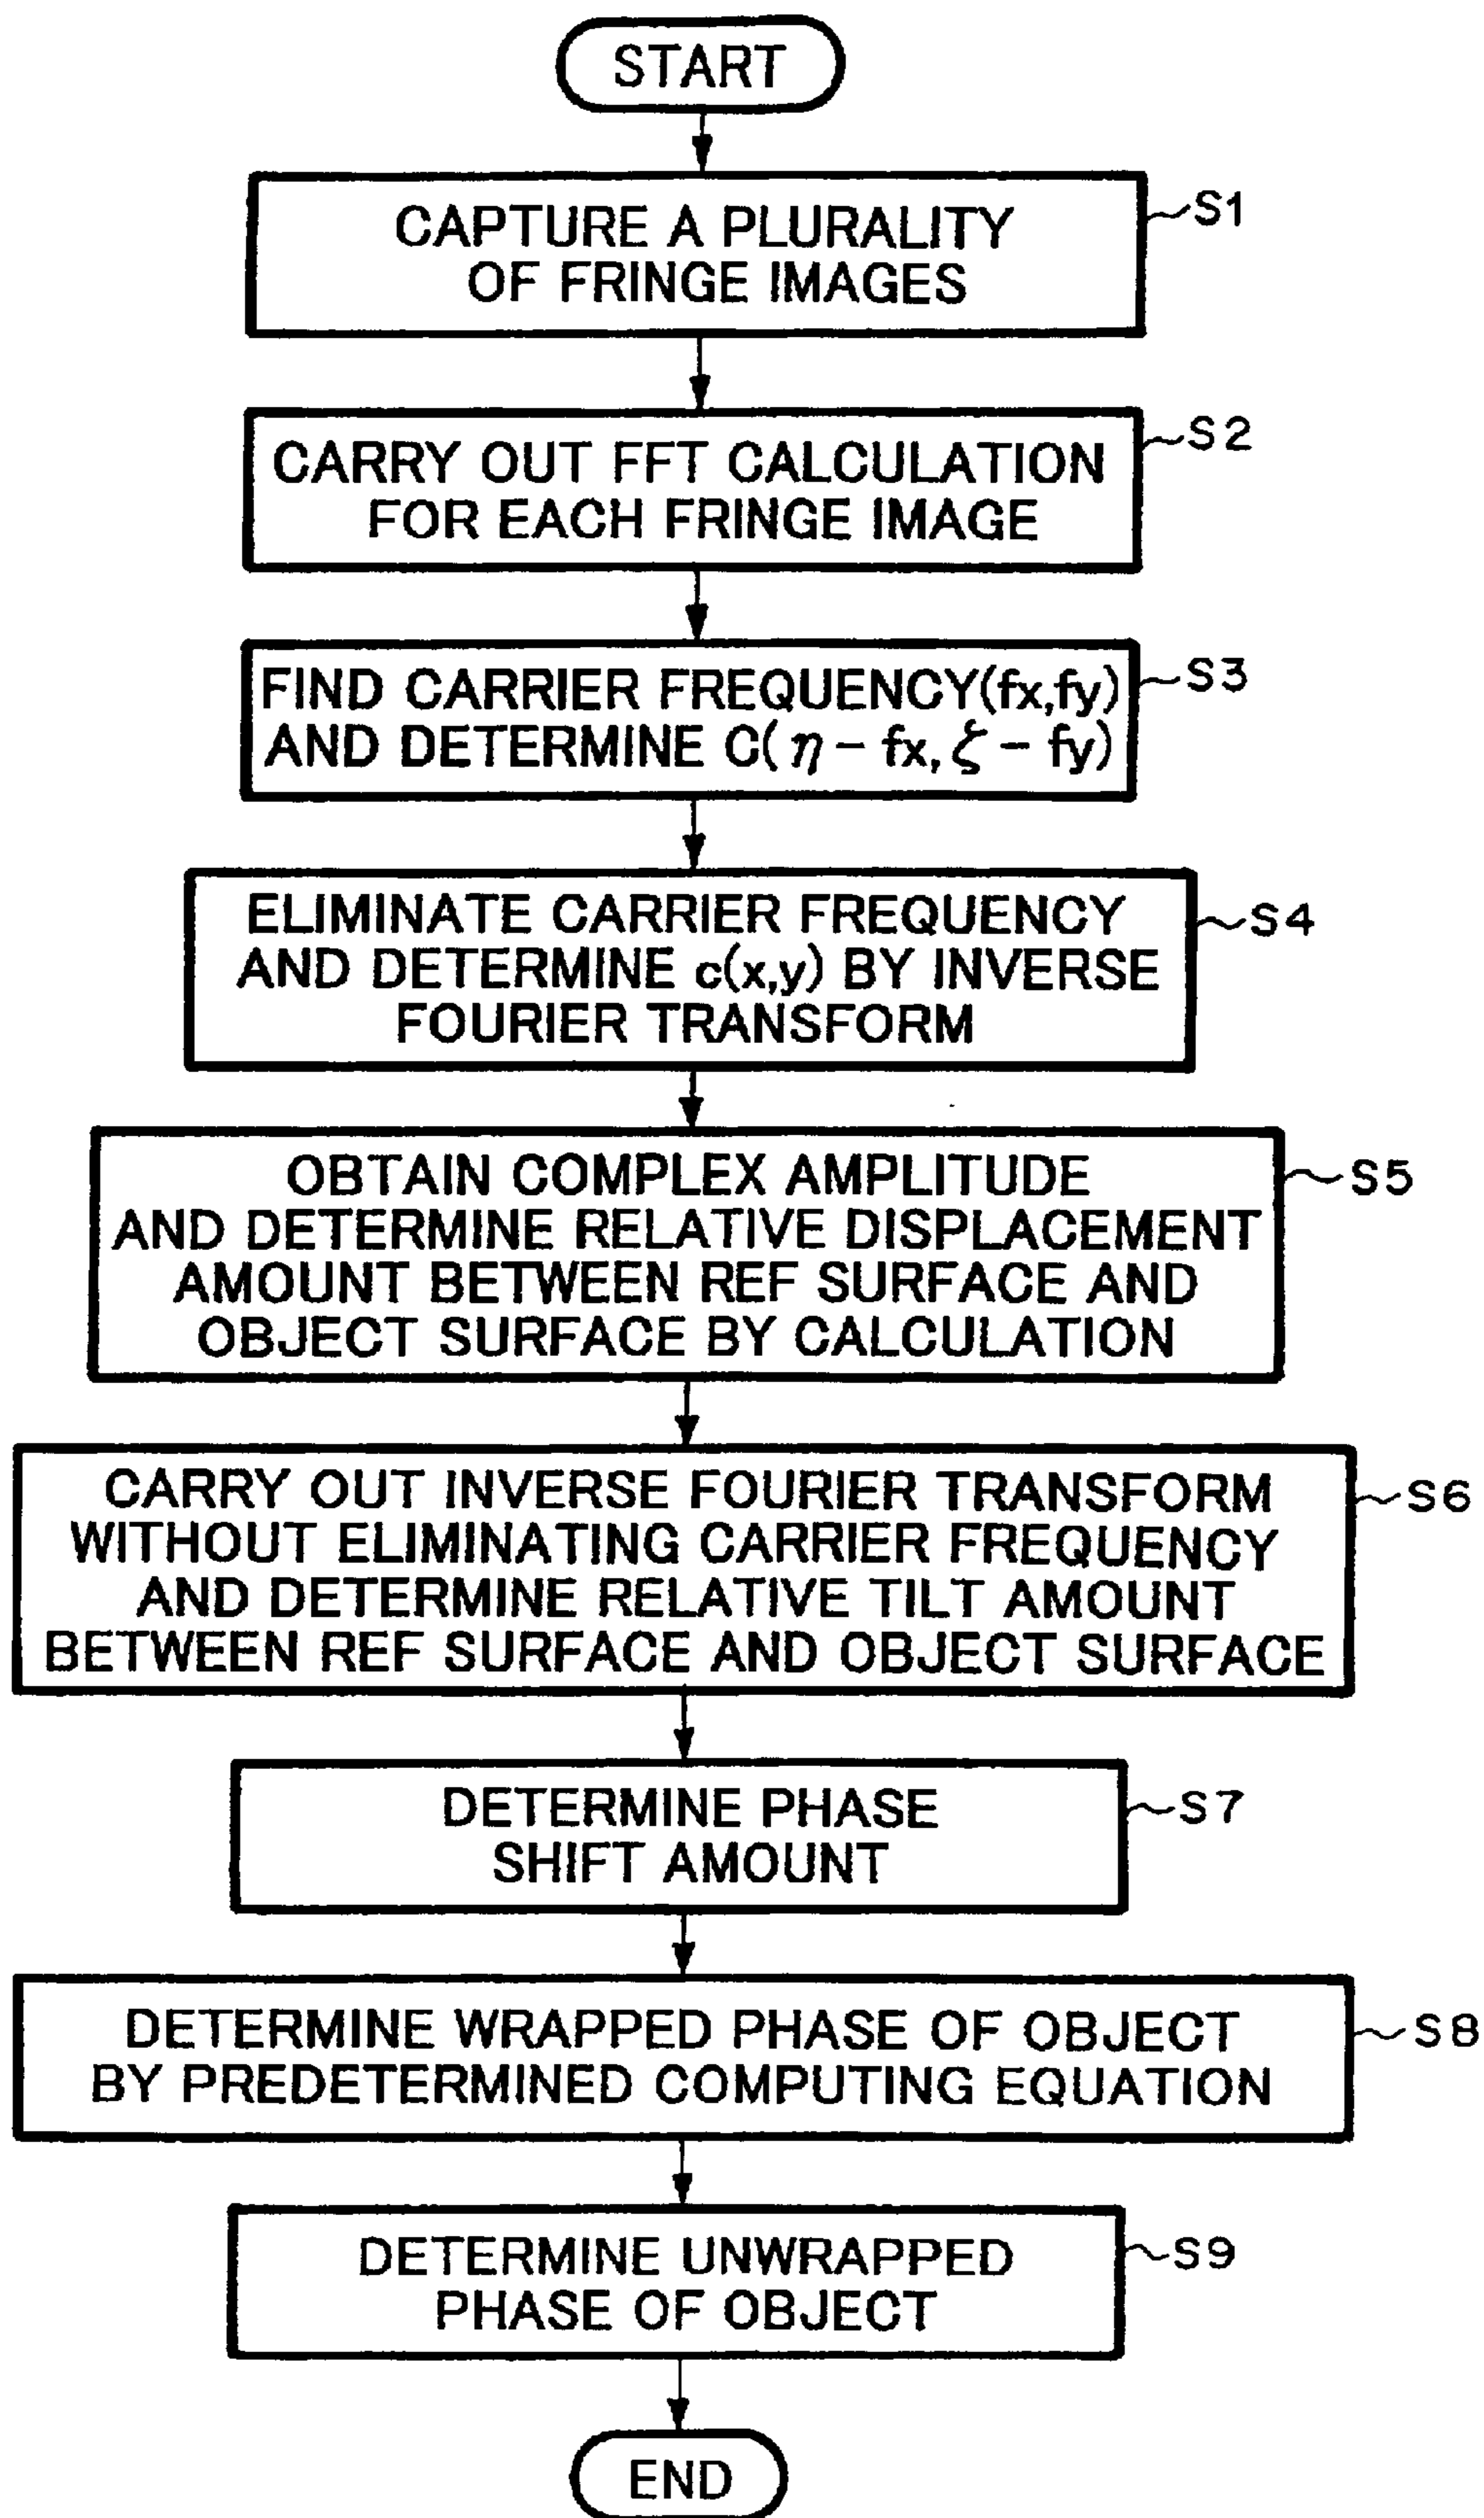 START
CAPTURE A PLURALITY
OF FRINGE IMAGES
S1
CARRY OUT FFT CALCULATION
FOR EACH FRINGE IMAGE
S2
FIND CARRIER FREQUENCY(fx,fy)
AND DETERMINE C(η − fx, ζ − fy)
S3
ELIMINATE CARRIER FREQUENCY
AND DETERMINE c(x,y) BY INVERSE
FOURIER TRANSFORM
S4
OBTAIN COMPLEX AMPLITUDE
AND DETERMINE RELATIVE DISPLACEMENT
AMOUNT BETWEEN REF SURFACE AND
OBJECT SURFACE BY CALCULATION
S5
CARRY OUT INVERSE FOURIER TRANSFORM
WITHOUT ELIMINATING CARRIER FREQUENCY
AND DETERMINE RELATIVE TILT AMOUNT
BETWEEN REF SURFACE AND OBJECT SURFACE
S6
DETERMINE PHASE
SHIFT AMOUNT
S7
DETERMINE WRAPPED PHASE OF OBJECT
BY PREDETERMINED COMPUTING EQUATION
S8
DETERMINE UNWRAPPED
PHASE OF OBJECT
S9
END